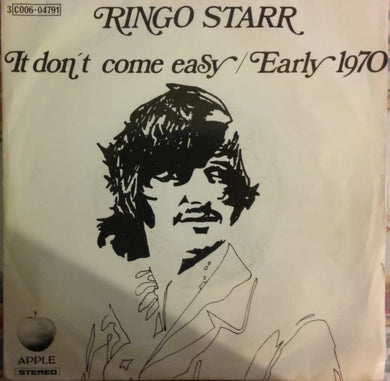 3C006-04791
RINGO STARR
It don't come easy / Early 1970
APPLE
STEREO